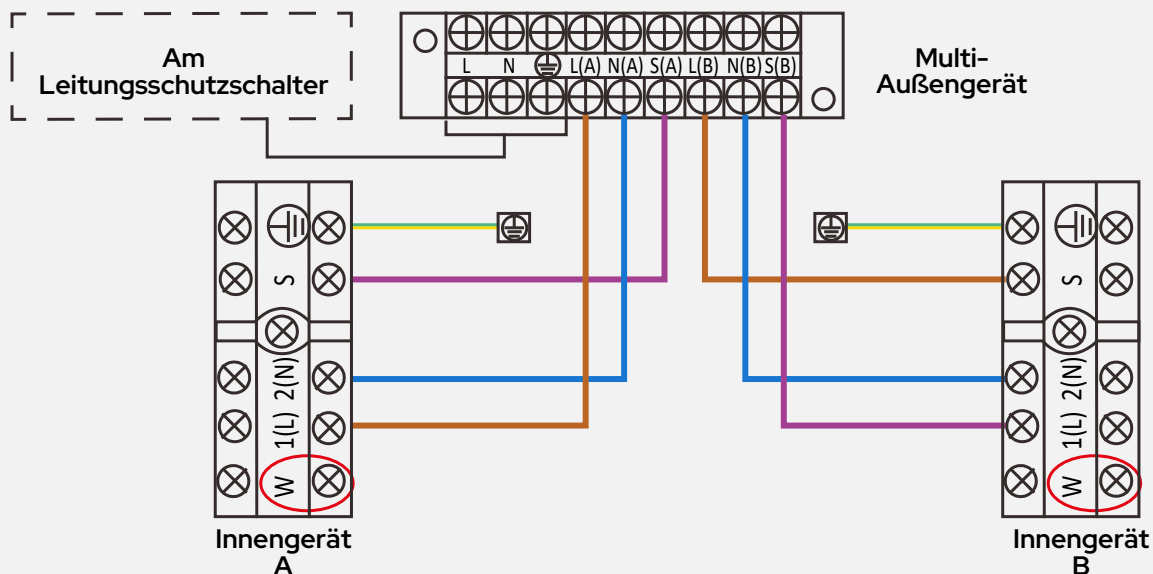 Am
Leitungsschutzschalter
L N L(A) N(A) S(A) L(B) N(B) S(B)
Multi-
Außengerät
S
2(N)
1(L)
W
Innengerät
A
S
2(N)
1(L)
W
Innengerät
B